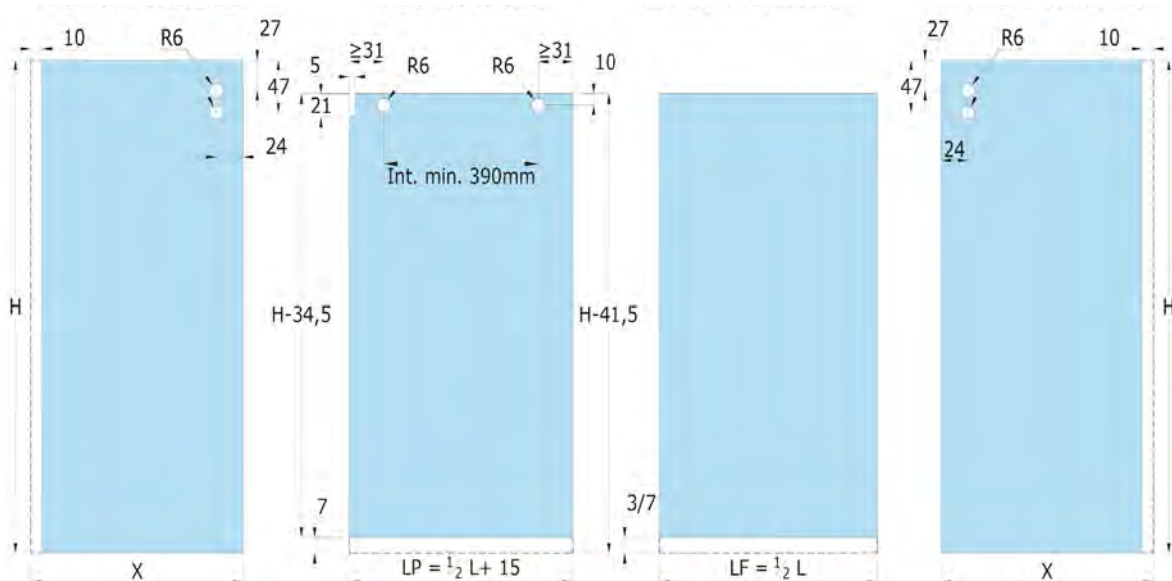 10
R6
27
47
24
H
X
≥31
≥31
5
R6
R6
10
21
Int. min. 390mm
H-34,5
7
LP = ½ L+ 15
H-41,5
3/7
LF = ½ L
27
R6
10
47
24
H
X